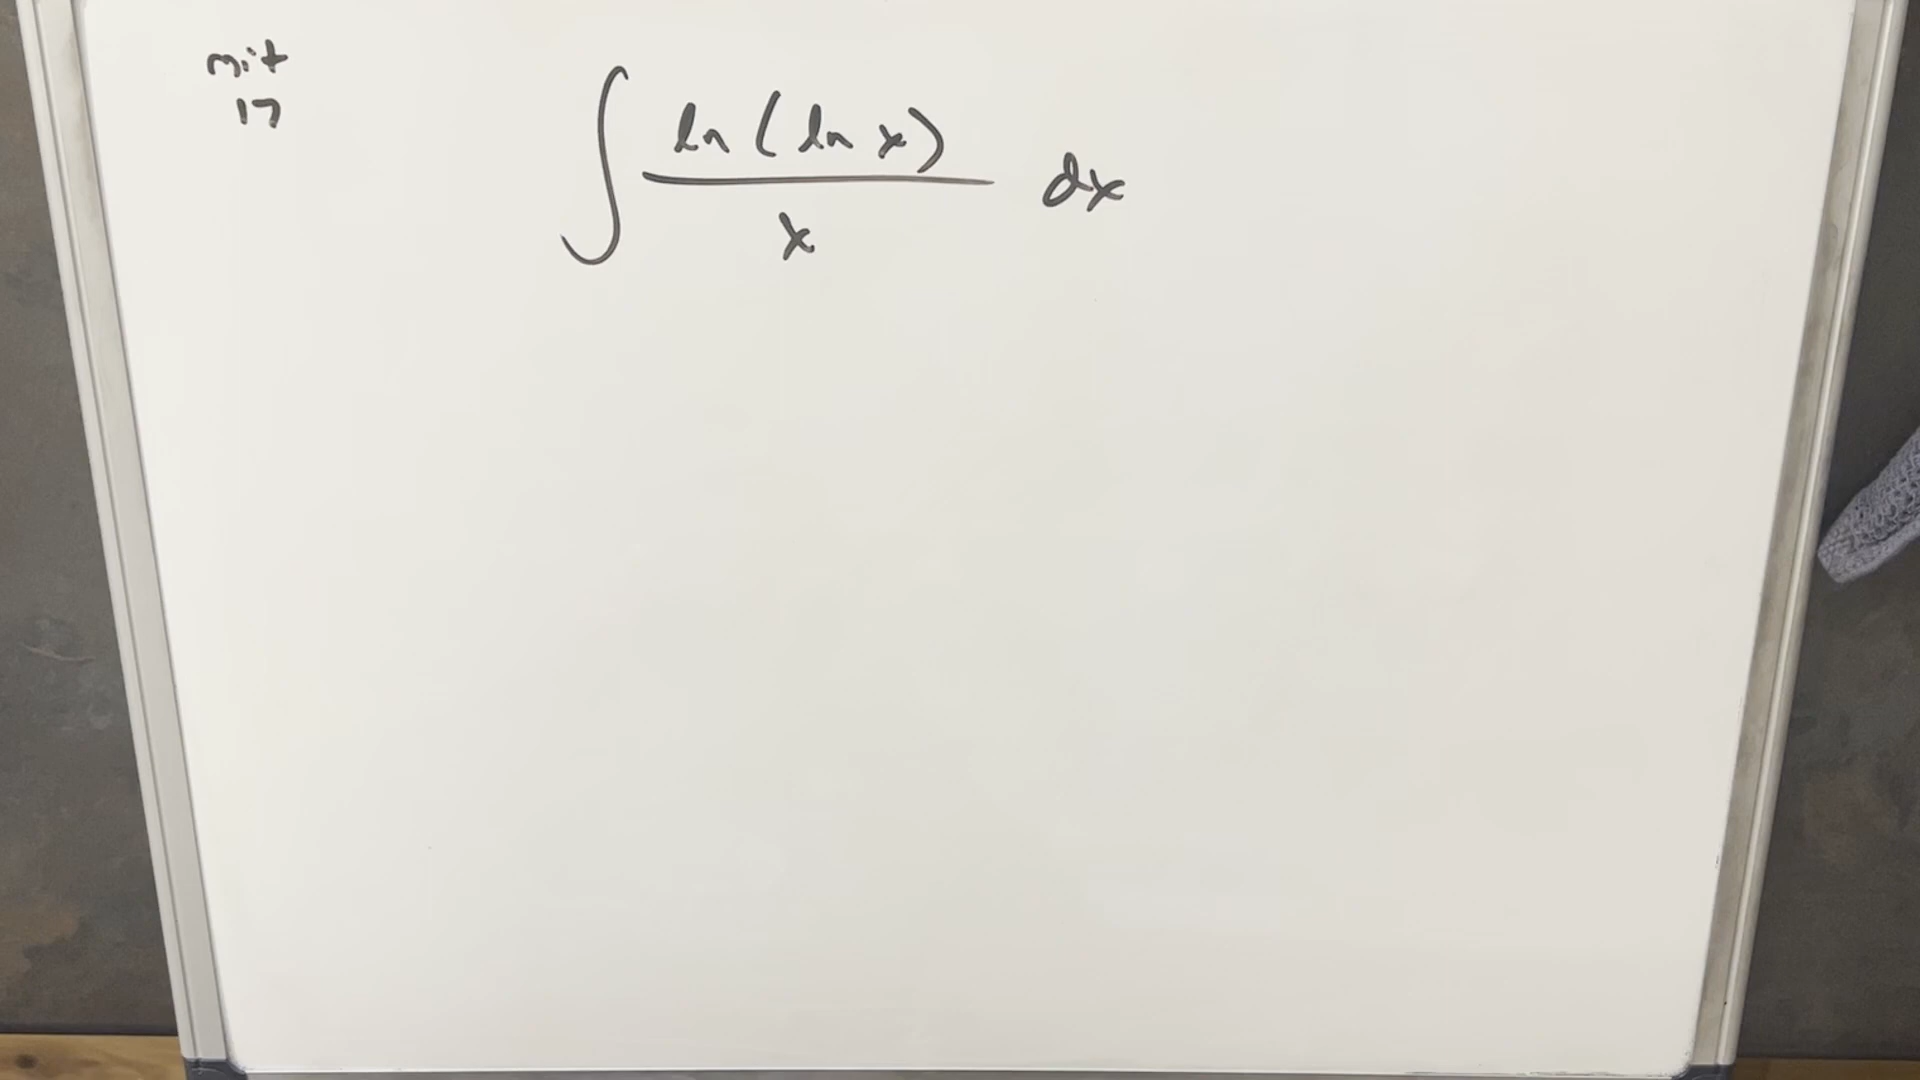 mit
17
∫ ln(ln x) / x dx